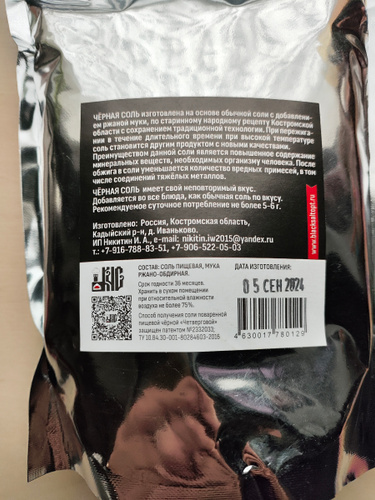 ЧЁРНАЯ СОЛЬ изготовлена на основе обычной соли с добавлени-
ем ржаной муки, по старинному народному рецепту Костромской
области с сохранением традиционной технологии. При пережига-
нии в течение длительного времени при высокой температуре
соль становится другим продуктом с новыми качествами.
Преимуществом данной соли является повышенное содержание
минеральных веществ, необходимых организму человека. После
обжига в соли уменьшается количество вредных примесей, в том
числе соединений тяжёлых металлов.
ЧЁРНАЯ СОЛЬ имеет свой неповторимый вкус.
Добавляется во все блюда, как обычная соль по вкусу.
Рекомендуемое суточное потребление не более 5-6 г.
Изготовлено: Россия, Костромская область,
Кадыйский р-н, д. Иваньково.
ИП Никитин И. А., e-mail: nikitin.iw2015@yandex.ru
т.: +7-916-788-83-51, +7-906-522-05-03
www.blacksaltpst.ru
СОСТАВ: СОЛЬ ПИЩЕВАЯ, МУКА
РЖАНО-ОБДИРНАЯ.
Срок годности 36 месяцев.
Хранить в сухом помещении
при относительной влажности
воздуха не более 75%.
Способ получения соли поваренной
пищевой чёрной «Четверговой»
защищен патентом №2332033;
ТУ 10.84.30-001-80284603-2016
ДАТА ИЗГОТОВЛЕНИЯ:
05 СЕН 2024
4630017780129